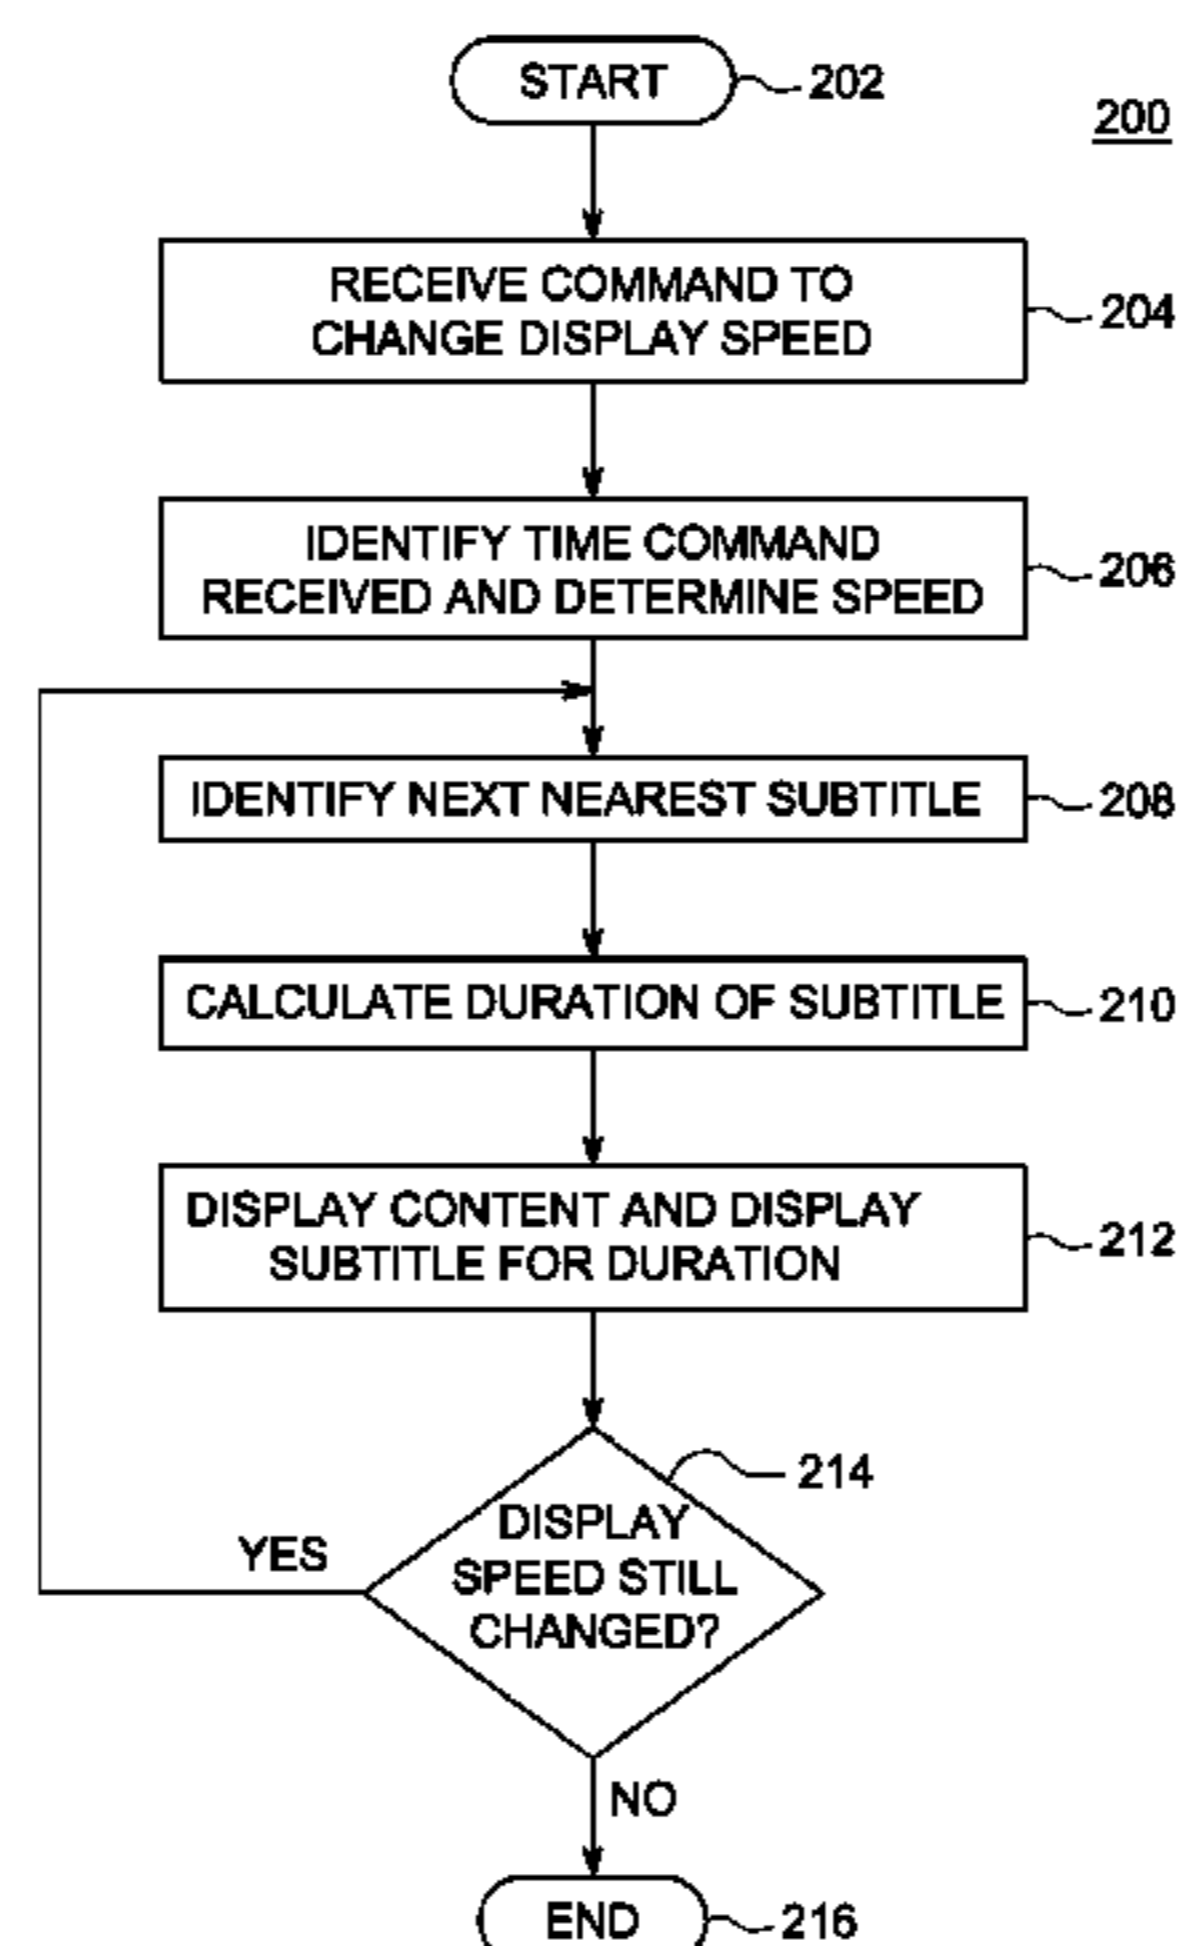 START
202
200
RECEIVE COMMAND TO
CHANGE DISPLAY SPEED
204
IDENTIFY TIME COMMAND
RECEIVED AND DETERMINE SPEED
206
IDENTIFY NEXT NEAREST SUBTITLE
208
CALCULATE DURATION OF SUBTITLE
210
DISPLAY CONTENT AND DISPLAY
SUBTITLE FOR DURATION
212
214
DISPLAY
SPEED STILL
CHANGED?
YES
NO
END
216